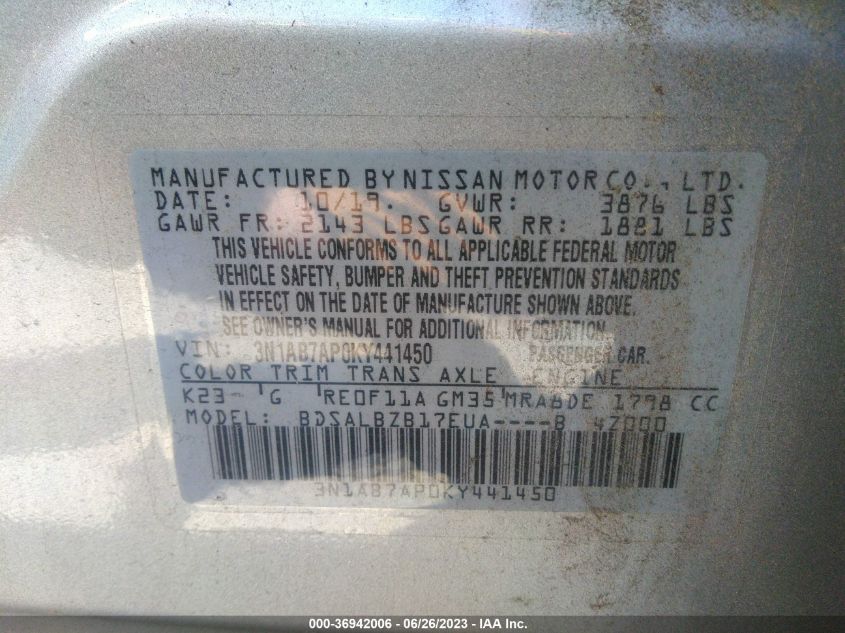 MANUFACTURED BY NISSAN MOTOR CO., LTD.
DATE: 10/19. GVWR: 3876 LBS
GAWR FR: 2143 LBS GAWR RR: 1881 LBS
THIS VEHICLE CONFORMS TO ALL APPLICABLE FEDERAL MOTOR
VEHICLE SAFETY, BUMPER AND THEFT PREVENTION STANDARDS
IN EFFECT ON THE DATE OF MANUFACTURE SHOWN ABOVE.
SEE OWNER'S MANUAL FOR ADDITIONAL INFORMATION.
VIN: 3N1AB7AP0KY441450 PASSENGER CAR.
COLOR TRIM TRANS AXLE ENGINE
K23- G RE0F11A GM35 MRA8DE 1798 CC
MODEL: BDSALBZB17EUA----B 4Z000
3N1AB7AP0KY441450
000-36942006 - 06/26/2023 - IAA Inc.